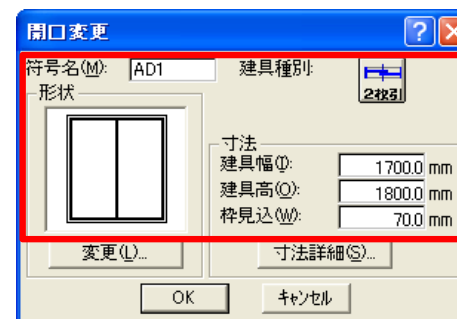 開口変更
符号名(M): AD1 建具種別:
2枚引
形状
寸法
建具幅(I): 1700.0 mm
建具高(O): 1800.0 mm
枠見込(W): 70.0 mm
変更(L)... 寸法詳細(S)...
OK キャンセル